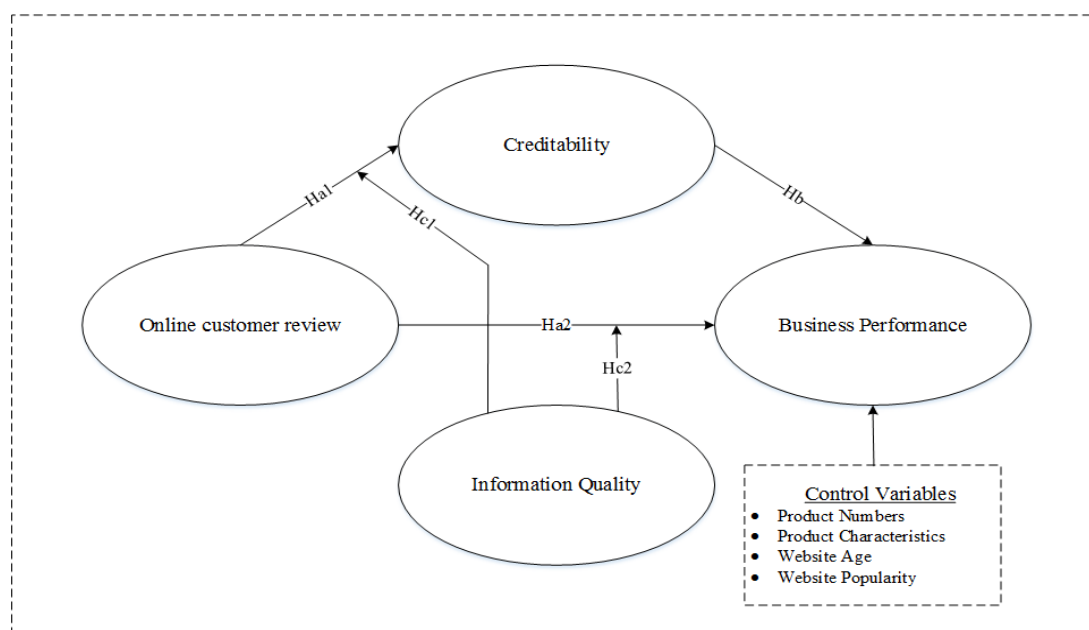 Creditability
Ha1
Hc1
Hb
Online customer review
Ha2
Business Performance
Hc2
Information Quality
Control Variables
● Product Numbers
● Product Characteristics
● Website Age
● Website Popularity